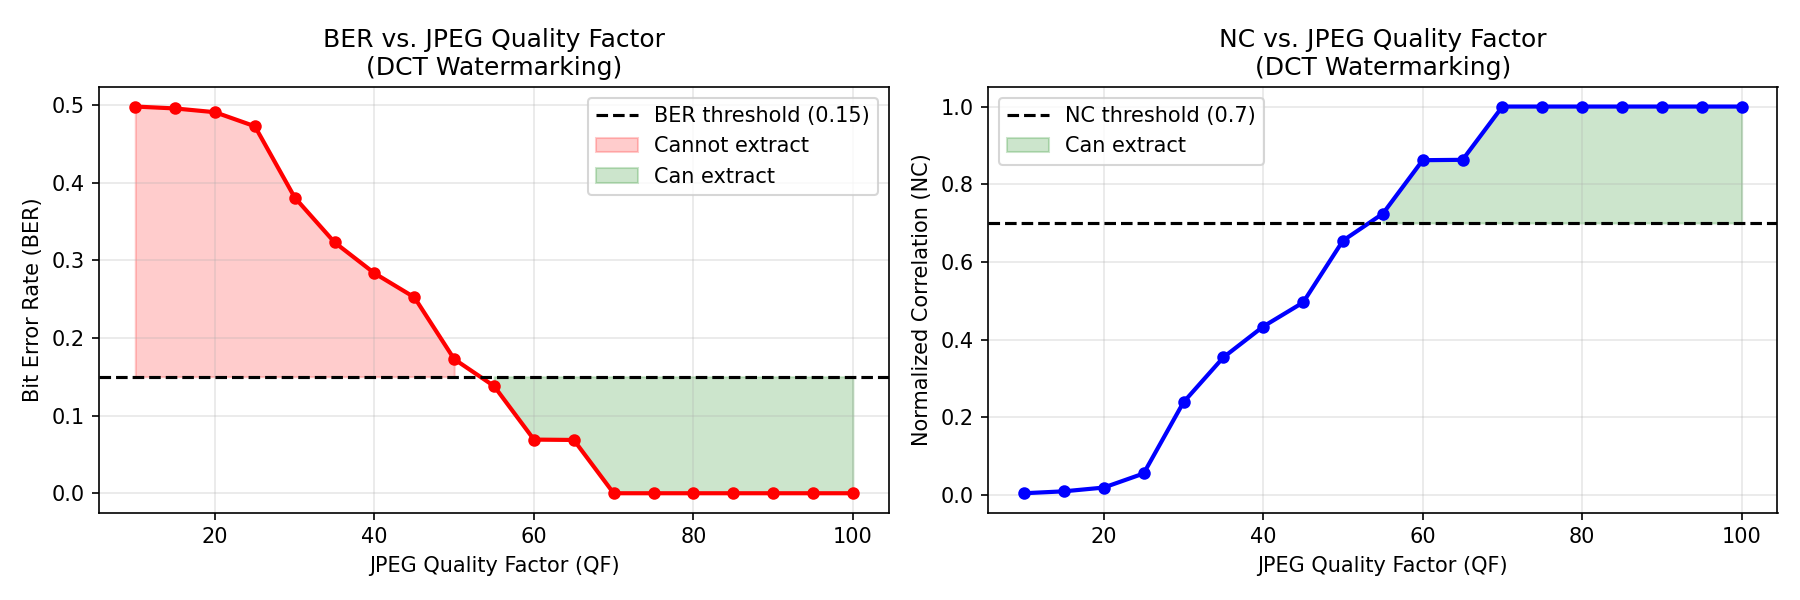 BER vs. JPEG Quality Factor
(DCT Watermarking)
Bit Error Rate (BER)
0.5
0.4
0.3
0.2
0.1
0.0
BER threshold (0.15)
Cannot extract
Can extract
20
40
60
80
100
JPEG Quality Factor (QF)
NC vs. JPEG Quality Factor
(DCT Watermarking)
Normalized Correlation (NC)
1.0
0.8
0.6
0.4
0.2
0.0
NC threshold (0.7)
Can extract
20
40
60
80
100
JPEG Quality Factor (QF)